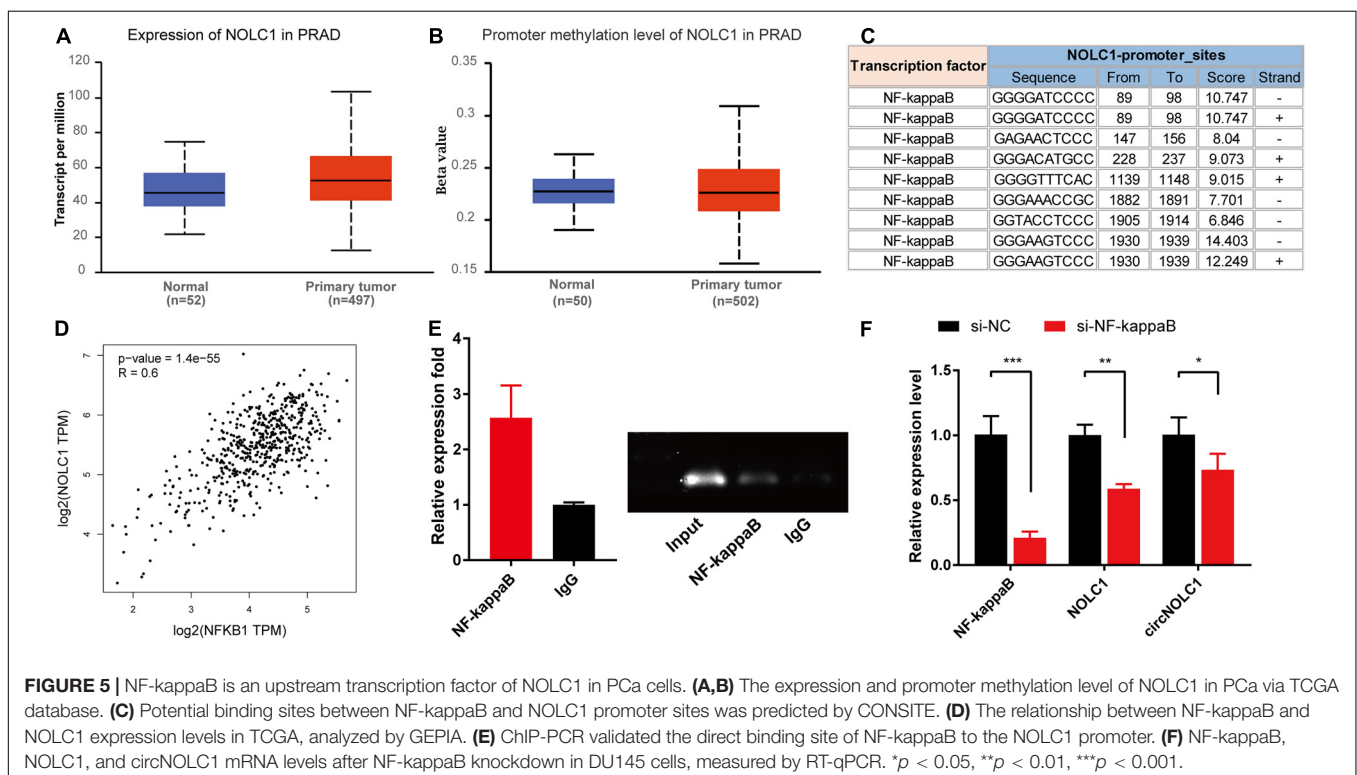 A
Expression of NOLC1 in PRAD
Transcript per million
120
100
80
60
40
20
0
Normal
(n=52)
Primary tumor
(n=497)
B
Promoter methylation level of NOLC1 in PRAD
Beta value
0.35
0.3
0.25
0.2
0.15
Normal
(n=50)
Primary tumor
(n=502)
C
Transcription factor NOLC1-promoter_sites
Sequence From To Score Strand
NF-kappaB GGGGATCCCC 89 98 10.747 -
NF-kappaB GGGGATCCCC 89 98 10.747 +
NF-kappaB GAGAACTCCC 147 156 8.04 -
NF-kappaB GGGACATGCC 228 237 9.073 +
NF-kappaB GGGGTTTCAC 1139 1148 9.015 +
NF-kappaB GGGAAACCGC 1882 1891 7.701 -
NF-kappaB GGTACCTCCC 1905 1914 6.846 -
NF-kappaB GGGAAGTCCC 1930 1939 14.403 -
NF-kappaB GGGAAGTCCC 1930 1939 12.249 +
D
p-value = 1.4e-55
R = 0.6
log2(NOLC1 TPM)
7
6
5
4
2 3 4 5
log2(NFKB1 TPM)
E
Relative expression fold
4
3
2
1
0
NF-kappaB
IgG
Input
NF-kappaB
IgG
F
si-NC si-NF-kappaB
Relative expression level
1.5
1.0
0.5
0.0
*** ** *
NF-kappaB
NOLC1
circNOLC1
FIGURE 5 | NF-kappaB is an upstream transcription factor of NOLC1 in PCa cells. (A,B) The expression and promoter methylation level of NOLC1 in PCa via TCGA
database. (C) Potential binding sites between NF-kappaB and NOLC1 promoter sites was predicted by CONSITE. (D) The relationship between NF-kappaB and
NOLC1 expression levels in TCGA, analyzed by GEPIA. (E) ChIP-PCR validated the direct binding site of NF-kappaB to the NOLC1 promoter. (F) NF-kappaB,
NOLC1, and circNOLC1 mRNA levels after NF-kappaB knockdown in DU145 cells, measured by RT-qPCR. *p < 0.05, **p < 0.01, ***p < 0.001.